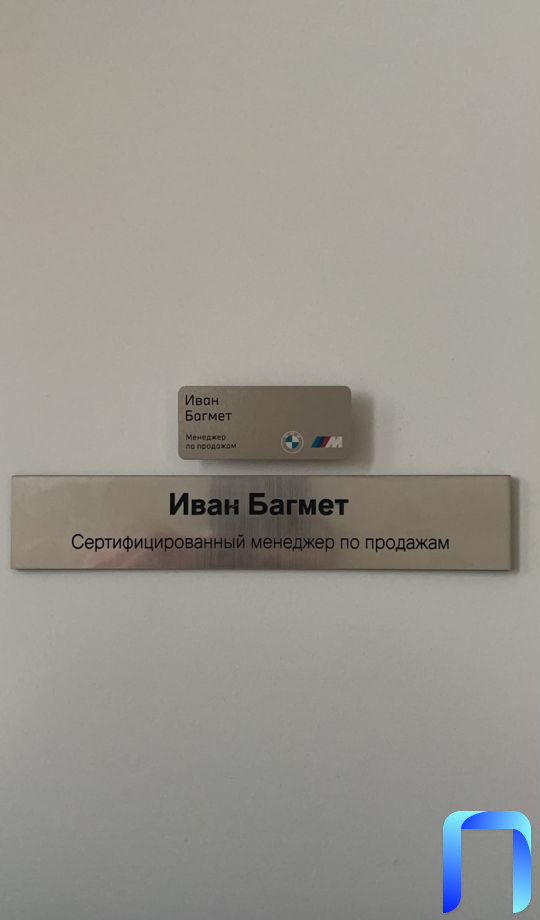 Иван
Багмет
Менеджер
по продажам
M
Иван Багмет
Сертифицированный менеджер по продажам